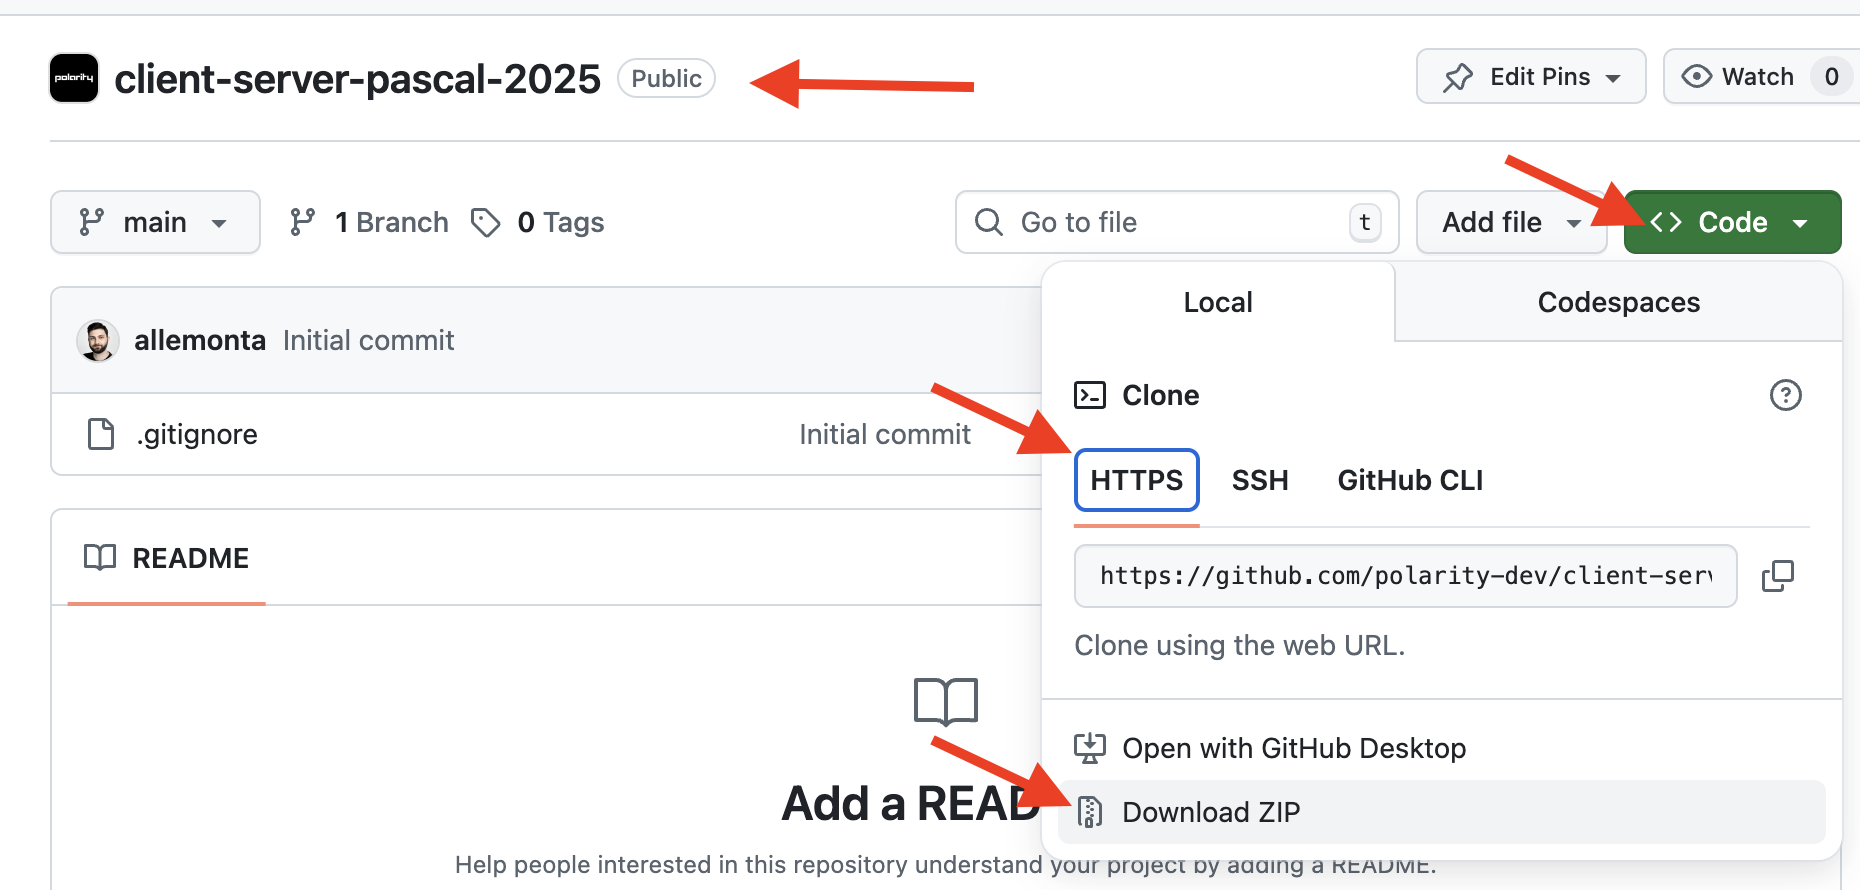 polarity
client-server-pascal-2025 Public
Edit Pins
Watch 0
main
1 Branch
0 Tags
Go to file t
Add file
<> Code
allemonta Initial commit
.gitignore Initial commit
README
Add a READ
Help people interested in this repository understand your project by adding a README.
Local
Codespaces
Clone
HTTPS
SSH
GitHub CLI
https://github.com/polarity-dev/client-serv
Clone using the web URL.
Open with GitHub Desktop
Download ZIP